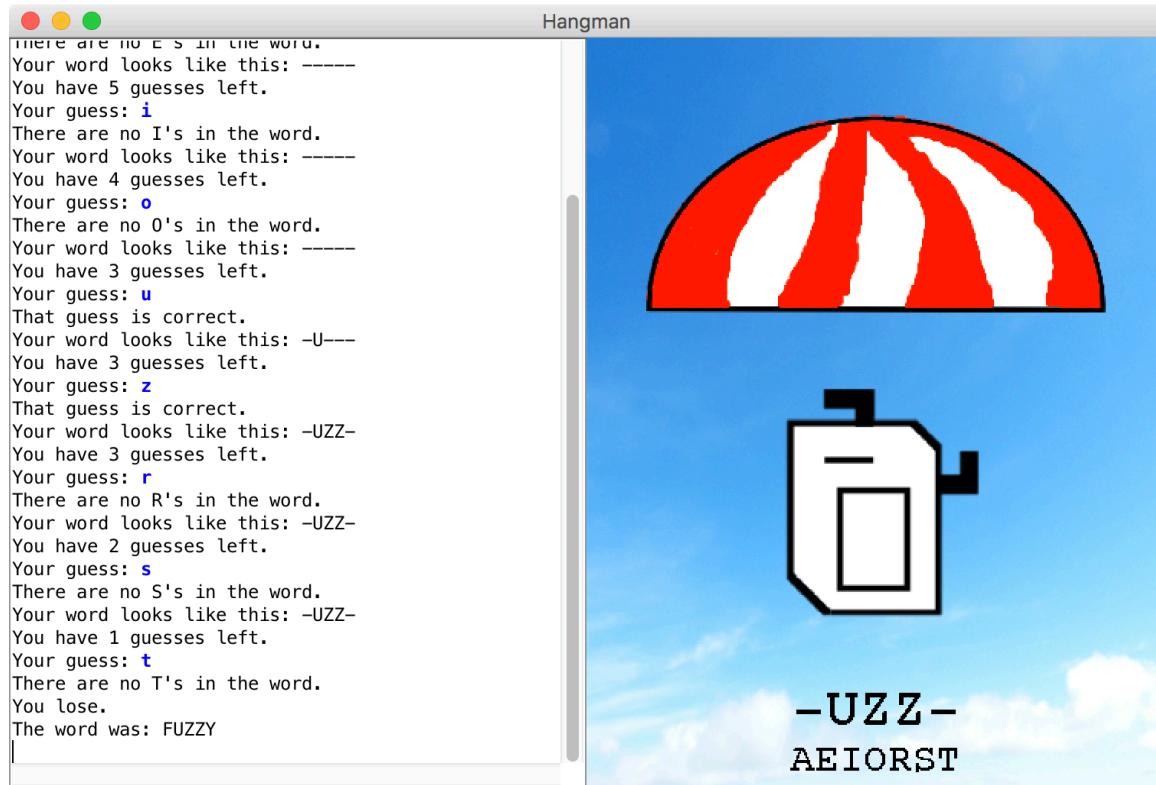 Hangman
There are no E's in the word.
Your word looks like this: -----
You have 5 guesses left.
Your guess: i
There are no I's in the word.
Your word looks like this: -----
You have 4 guesses left.
Your guess: o
There are no O's in the word.
Your word looks like this: -----
You have 3 guesses left.
Your guess: u
That guess is correct.
Your word looks like this: -U---
You have 3 guesses left.
Your guess: z
That guess is correct.
Your word looks like this: -UZZ-
You have 3 guesses left.
Your guess: r
There are no R's in the word.
Your word looks like this: -UZZ-
You have 2 guesses left.
Your guess: s
There are no S's in the word.
Your word looks like this: -UZZ-
You have 1 guesses left.
Your guess: t
There are no T's in the word.
You lose.
The word was: FUZZY
-UZZ-
AEIORST